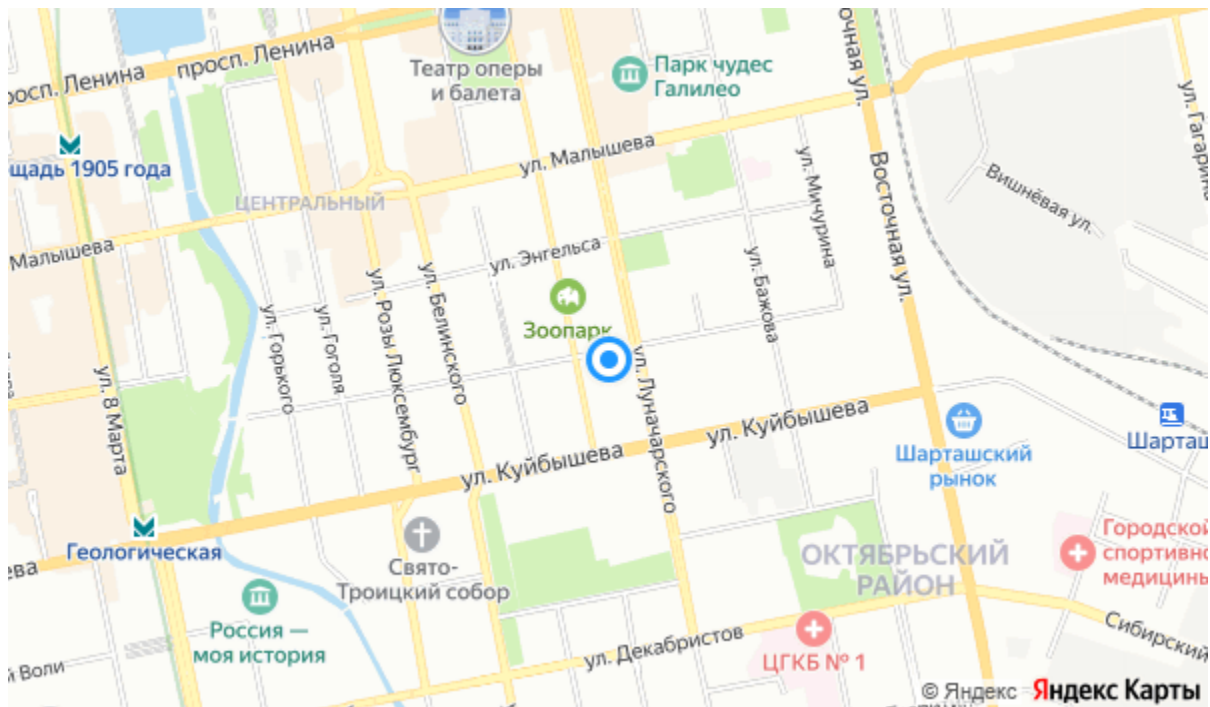 просп. Ленина
просп. Ленина
Театр оперы
и балета
Парк чудес
Галилео
Восточная ул.
ул. Гагарина
ул. Малышева
щадь 1905 года
ЦЕНТРАЛЬНЫЙ
Малышева
ул. Энгельса
ул. Мичурина
Вишнёвая ул.
Восточная ул.
ул. Бажова
ул. Белинского
ул. Розы Люксембург
ул. Гоголя
ул. Горького
Зоопарк
ул. Луначарского
ул. 8 Марта
ул. Куйбышева
ул. Куйбышева
Шарташский
рынок
Шарташ
Геологическая
ева
Свято-
Троицкий собор
ОКТЯБРЬСКИЙ
РАЙОН
Городской
спортивно
медицины
Россия —
моя история
й Воли
ул. Декабристов
ЦГКБ № 1
Сибирский
© Яндекс Яндекс Карты